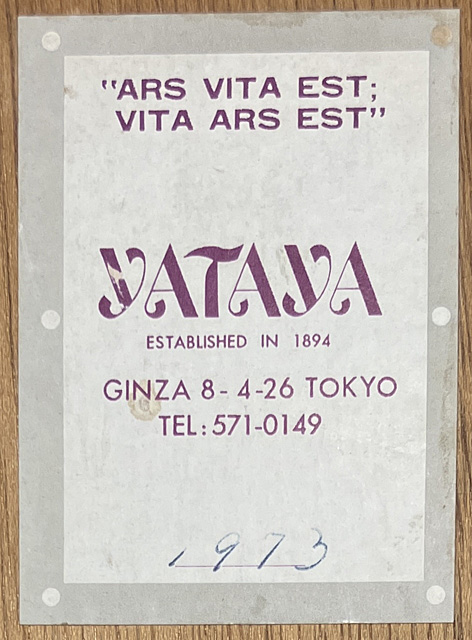 "ARS VITA EST;
VITA ARS EST"
YATAYA
ESTABLISHED IN 1894
GINZA 8-4-26 TOKYO
TEL: 571-0149
1973